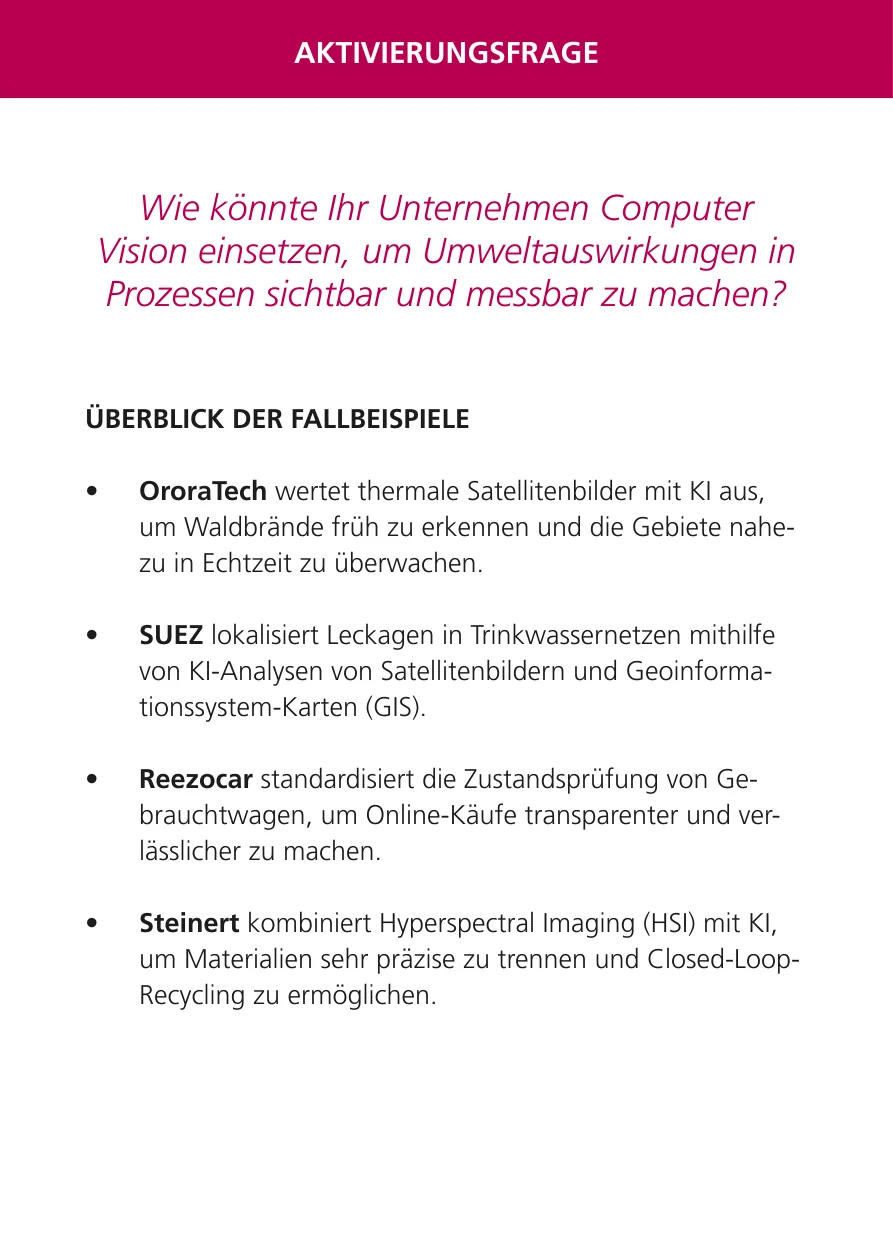 AKTIVIERUNGSFRAGE
Wie könnte Ihr Unternehmen Computer
Vision einsetzen, um Umweltauswirkungen in
Prozessen sichtbar und messbar zu machen?
ÜBERBLICK DER FALLBEISPIELE
• OroraTech wertet thermale Satellitenbilder mit KI aus,
um Waldbrände früh zu erkennen und die Gebiete nahe-
zu in Echtzeit zu überwachen.
• SUEZ lokalisiert Leckagen in Trinkwassernetzen mithilfe
von KI-Analysen von Satellitenbildern und Geoinforma-
tionssystem-Karten (GIS).
• Reezocar standardisiert die Zustandsprüfung von Ge-
brauchtwagen, um Online-Käufe transparenter und ver-
lässlicher zu machen.
• Steinert kombiniert Hyperspectral Imaging (HSI) mit KI,
um Materialien sehr präzise zu trennen und Closed-Loop-
Recycling zu ermöglichen.